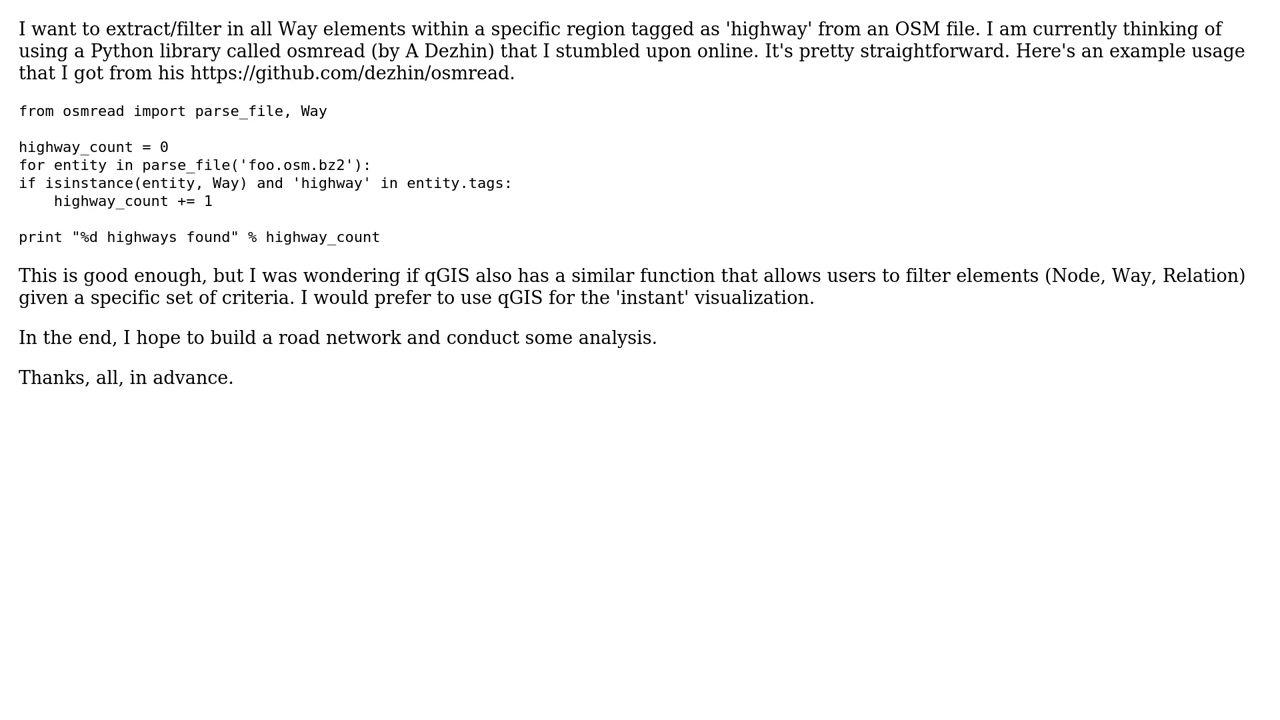 I want to extract/filter in all Way elements within a specific region tagged as 'highway' from an OSM file. I am currently thinking of
using a Python library called osmread (by A Dezhin) that I stumbled upon online. It's pretty straightforward. Here's an example usage
that I got from his https://github.com/dezhin/osmread.
from osmread import parse_file, Way
highway_count = 0
for entity in parse_file('foo.osm.bz2'):
if isinstance(entity, Way) and 'highway' in entity.tags:
    highway_count += 1
print "%d highways found" % highway_count
This is good enough, but I was wondering if qGIS also has a similar function that allows users to filter elements (Node, Way, Relation)
given a specific set of criteria. I would prefer to use qGIS for the 'instant' visualization.
In the end, I hope to build a road network and conduct some analysis.
Thanks, all, in advance.